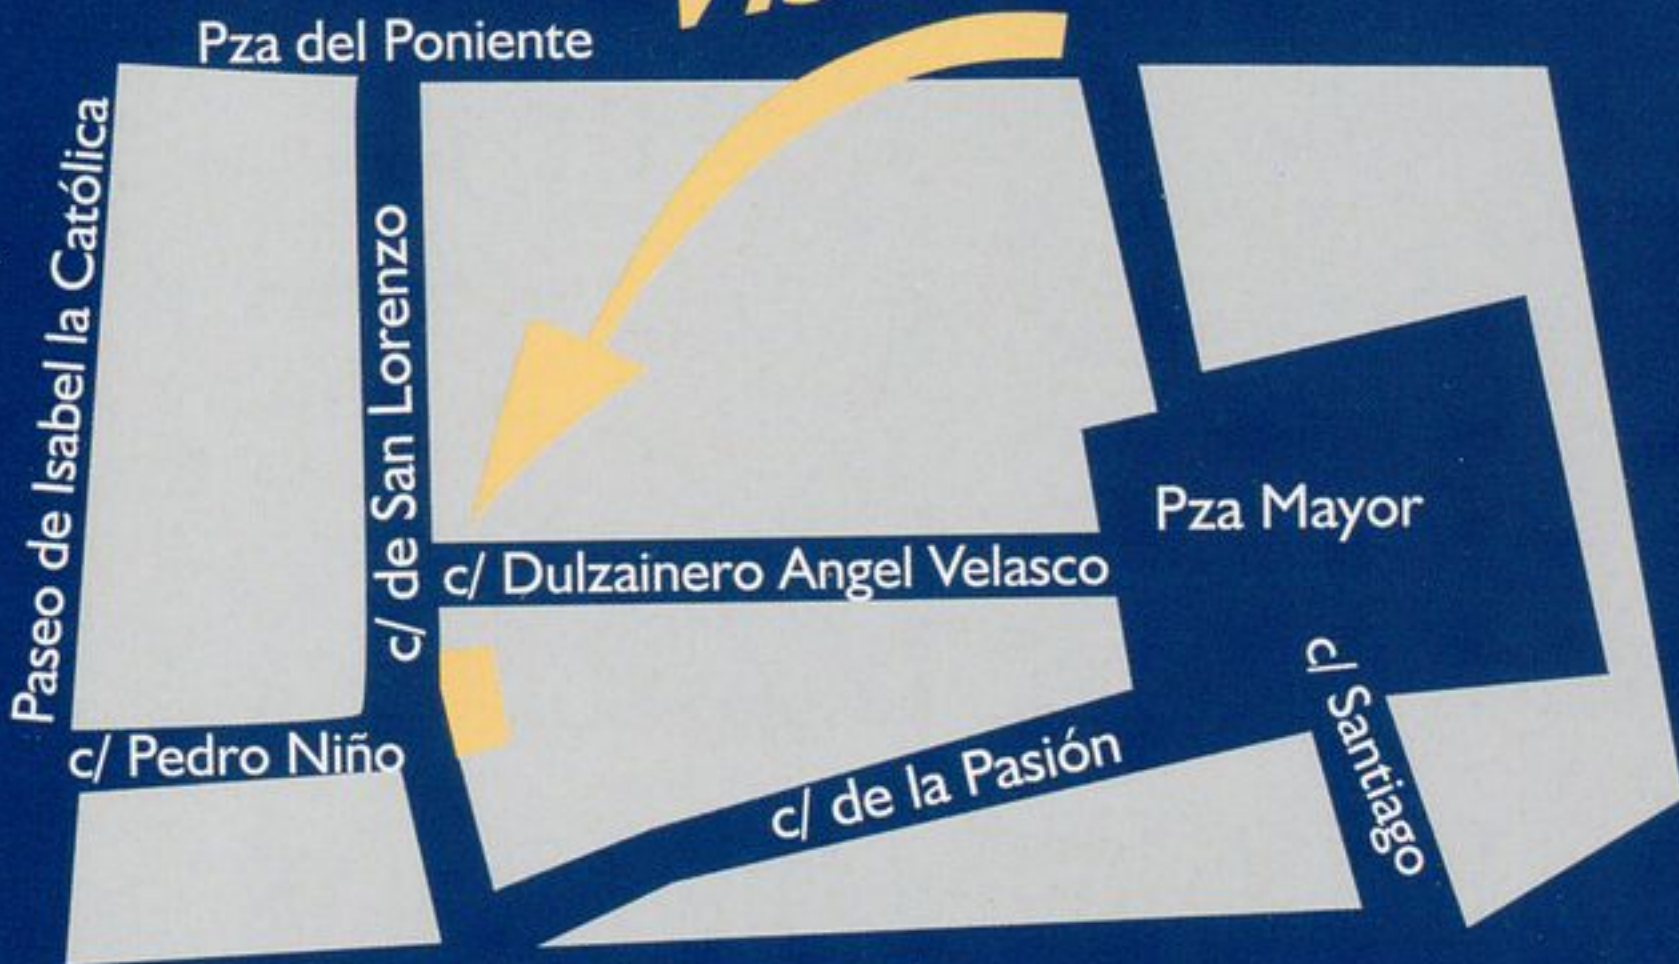 Pza del Poniente
Paseo de Isabel la Católica
c/ de San Lorenzo
Pza Mayor
c/ Dulzainero Angel Velasco
c/ Santiago
c/ Pedro Niño
c/ de la Pasión